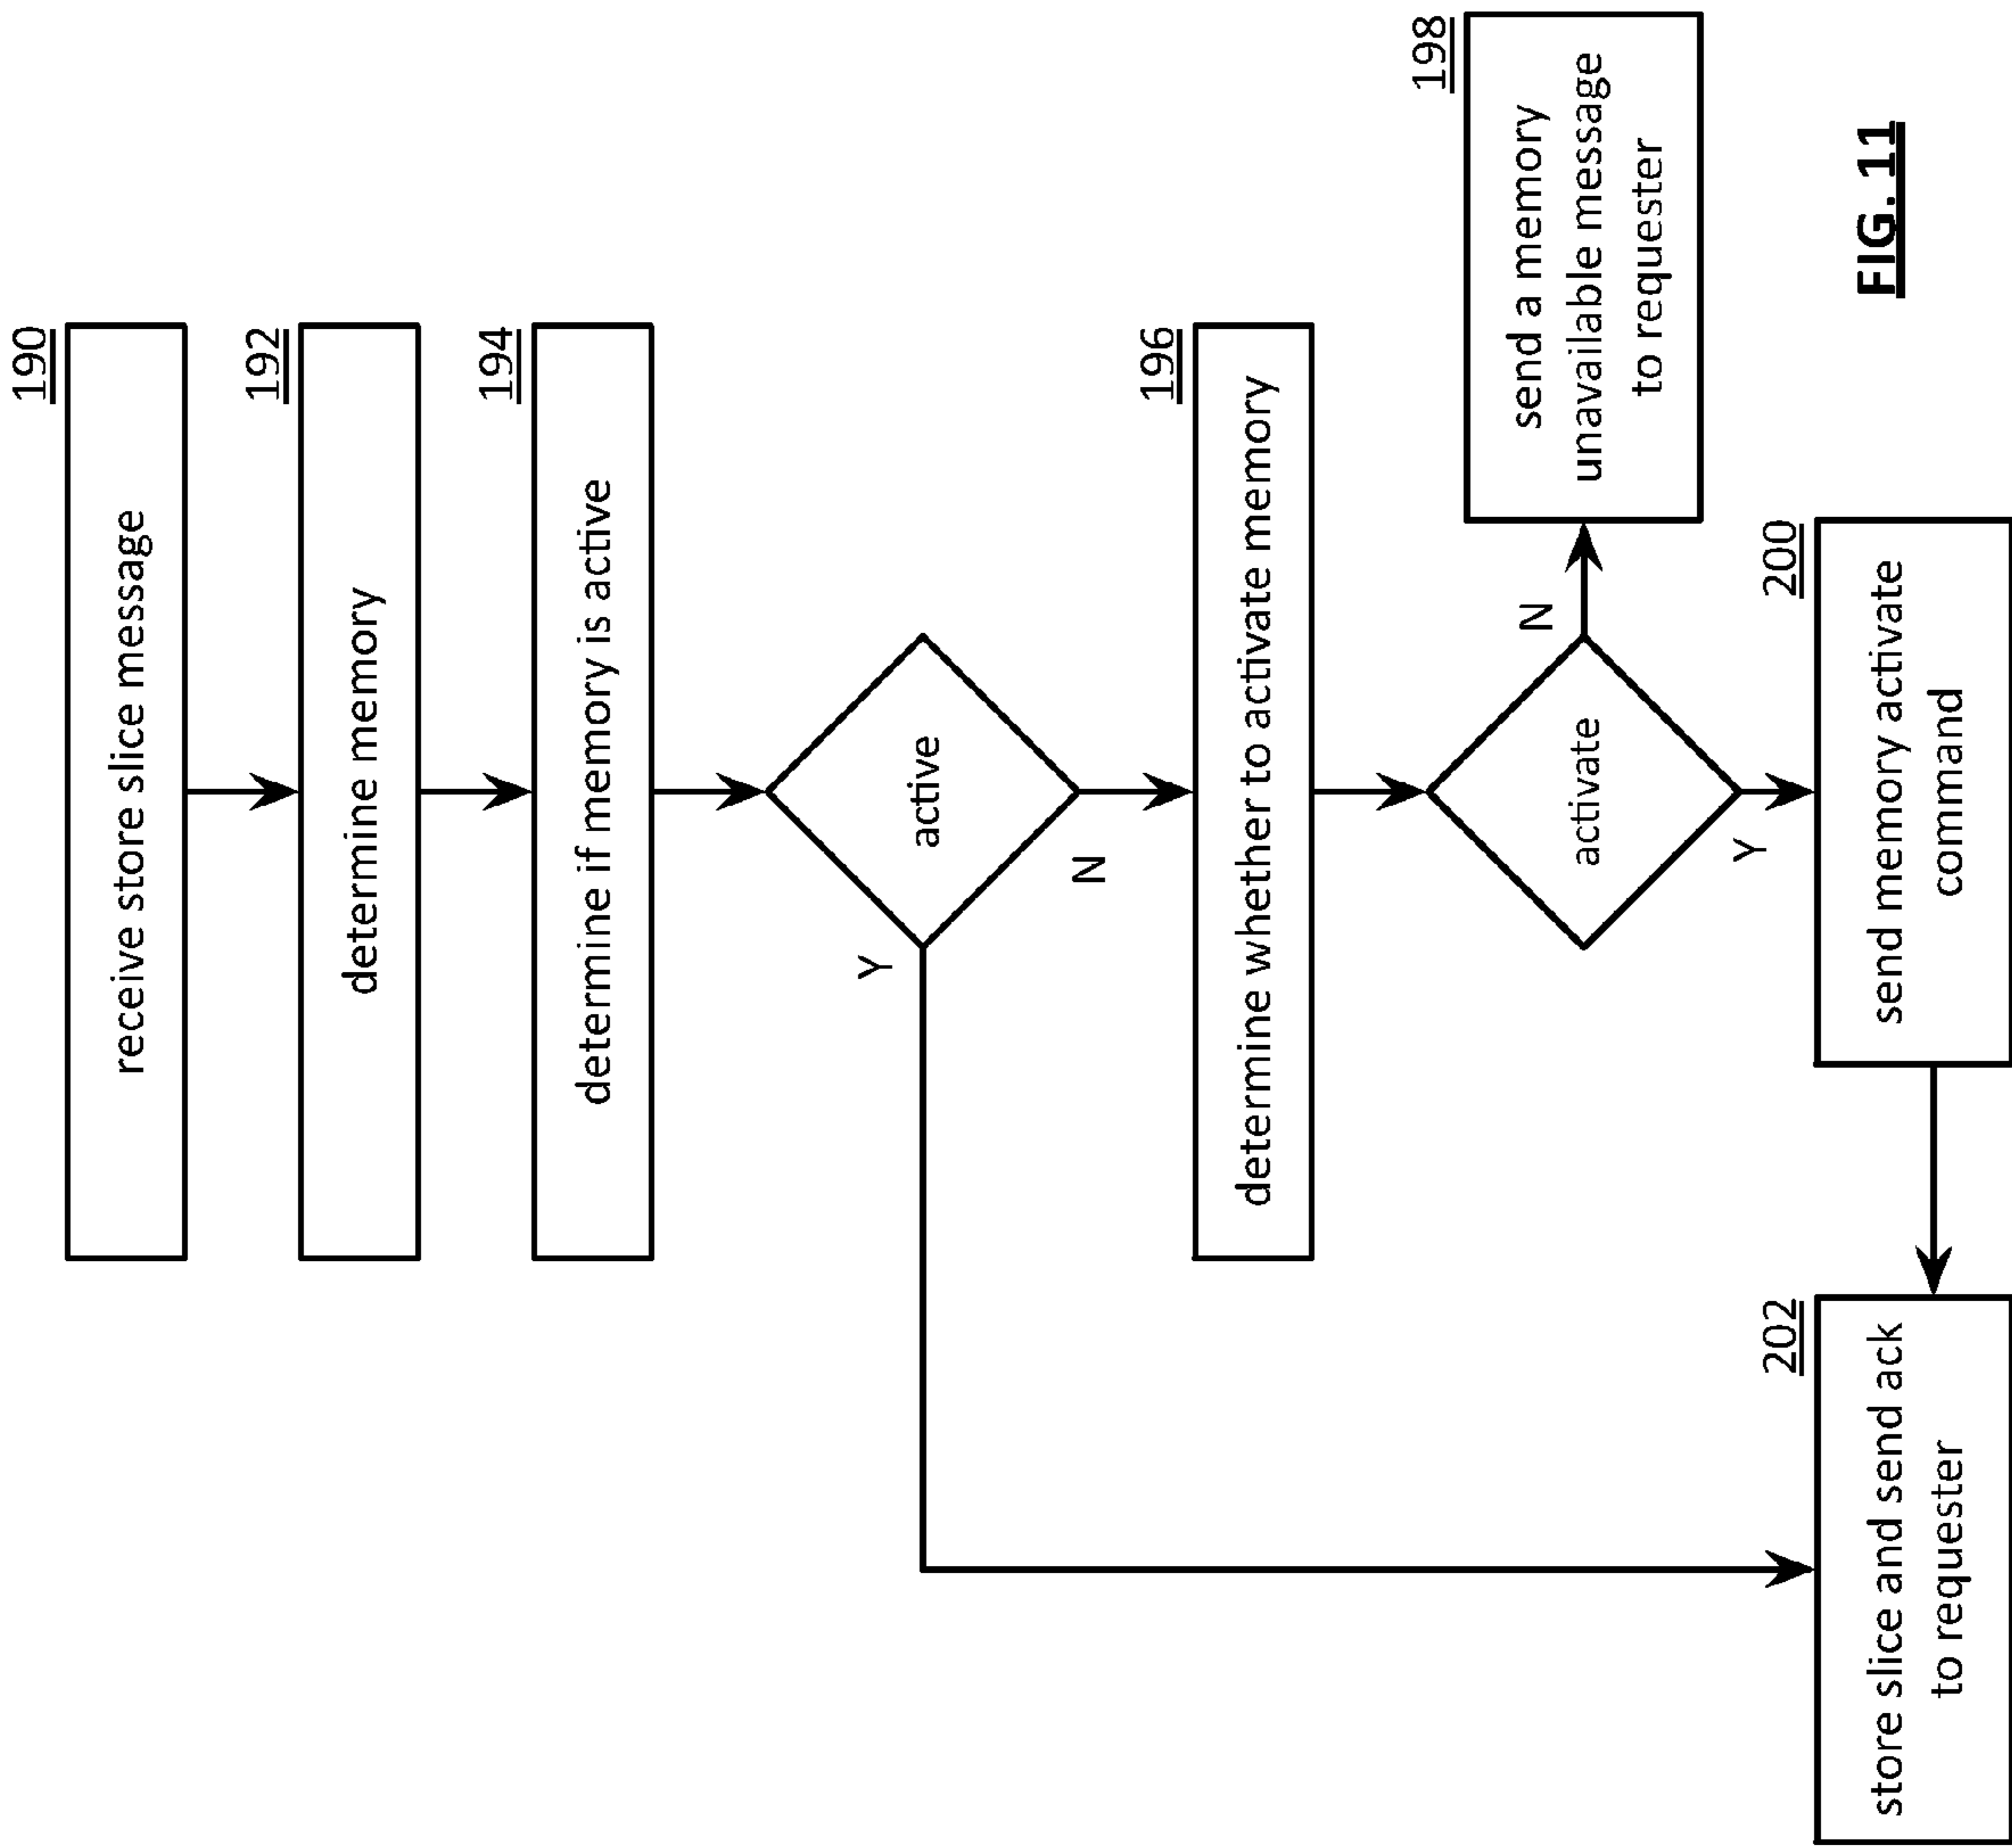 190
receive store slice message
192
determine memory
194
determine if memory is active
active
Y
N
196
determine whether to activate memory
activate
N
198
send a memory
unavailable message
to requester
Y
200
send memory activate
command
202
store slice and send ack
to requester
FIG. 11